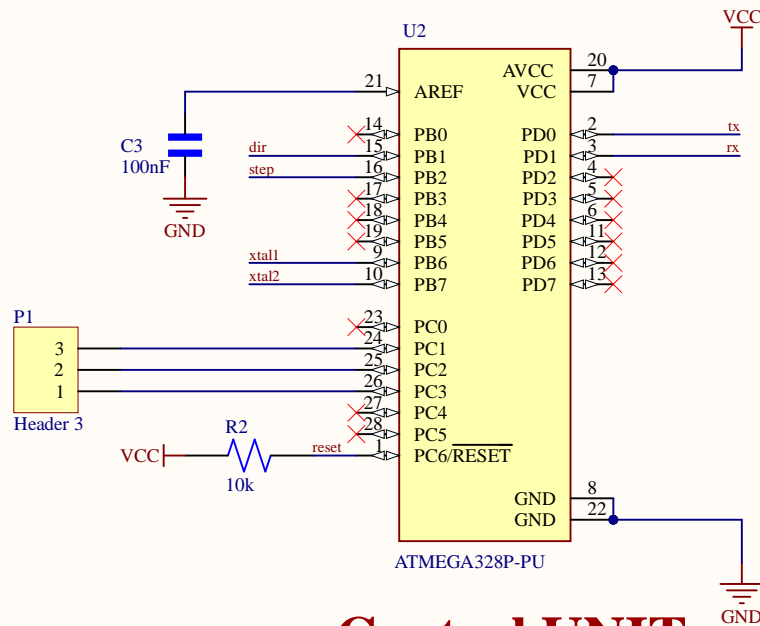 U2
VCC
20
AVCC
7
VCC
21
AREF
C3
100nF
GND
14
PB0
dir
15
PB1
step
16
PB2
17
PB3
18
PB4
19
PB5
xtal1
9
PB6
xtal2
10
PB7
2
PD0
tx
3
PD1
rx
4
PD2
5
PD3
6
PD4
11
PD5
12
PD6
13
PD7
P1
3
2
1
Header 3
23
PC0
24
PC1
25
PC2
26
PC3
27
PC4
28
PC5
VCC
R2
10k
reset
1
PC6/RESET
8
GND
22
GND
ATMEGA328P-PU
GND
Control UNIT